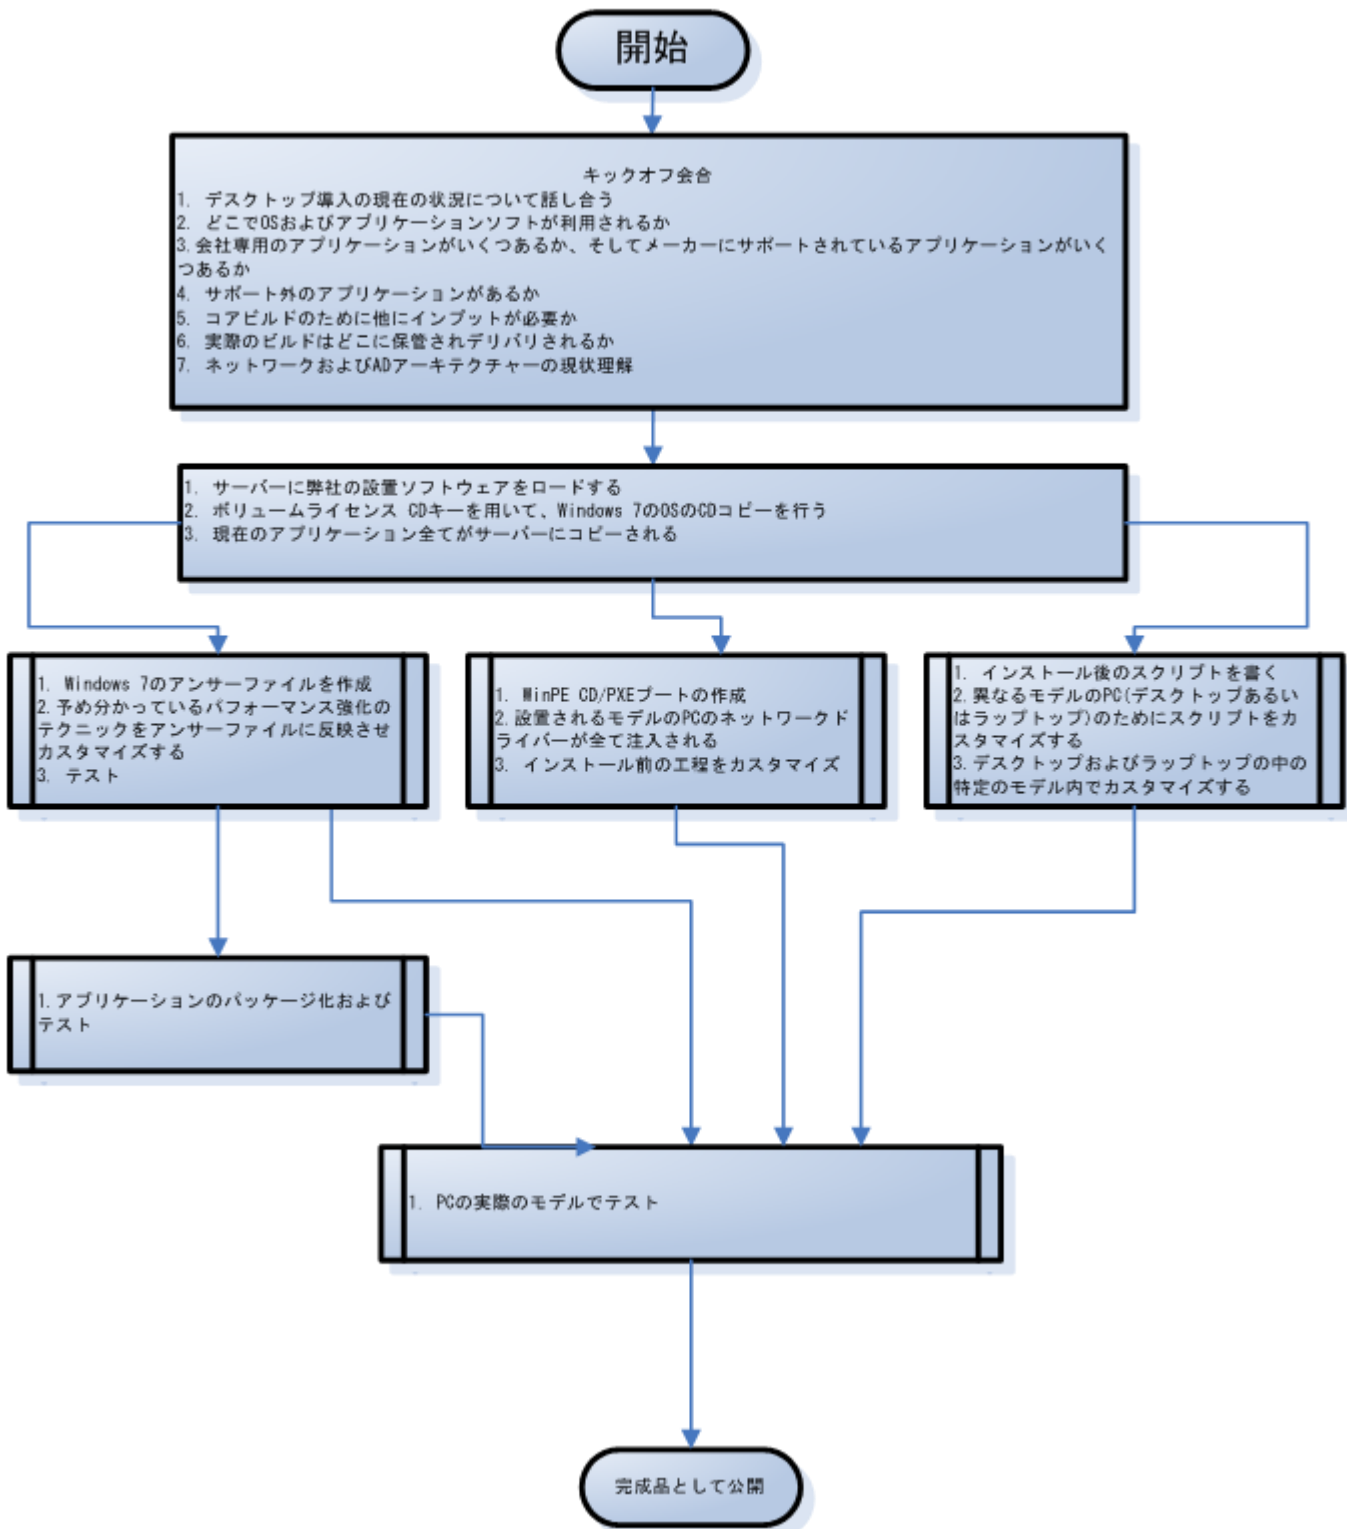 開始
キックオフ会合
1. デスクトップ導入の現在の状況について話し合う
2. どこでOSおよびアプリケーションソフトが利用されるか
3.会社専用のアプリケーションがいくつあるか、そしてメーカーにサポートされているアプリケーションがいく
つあるか
4. サポート外のアプリケーションがあるか
5. コアビルドのために他にインプットが必要か
6. 実際のビルドはどこに保管されデリバリされるか
7. ネットワークおよびADアーキテクチャーの現状理解
1. サーバーに弊社の設置ソフトウェアをロードする
2. ボリュームライセンス CDキーを用いて、Windows 7のOSのCDコピーを行う
3. 現在のアプリケーション全てがサーバーにコピーされる
1. Windows 7のアンサーファイルを作成
2.予め分かっているパフォーマンス強化の
テクニックをアンサーファイルに反映させ
カスタマイズする
3. テスト
1. WinPE CD/PXEブートの作成
2.設置されるモデルのPCのネットワークド
ライバーが全て注入される
3. インストール前の工程をカスタマイズ
1. インストール後のスクリプトを書く
2.異なるモデルのPC(デスクトップあるい
はラップトップ)のためにスクリプトをカ
スタマイズする
3.デスクトップおよびラップトップの中の
特定のモデル内でカスタマイズする
1.アプリケーションのパッケージ化および
テスト
1. PCの実際のモデルでテスト
完成品として公開